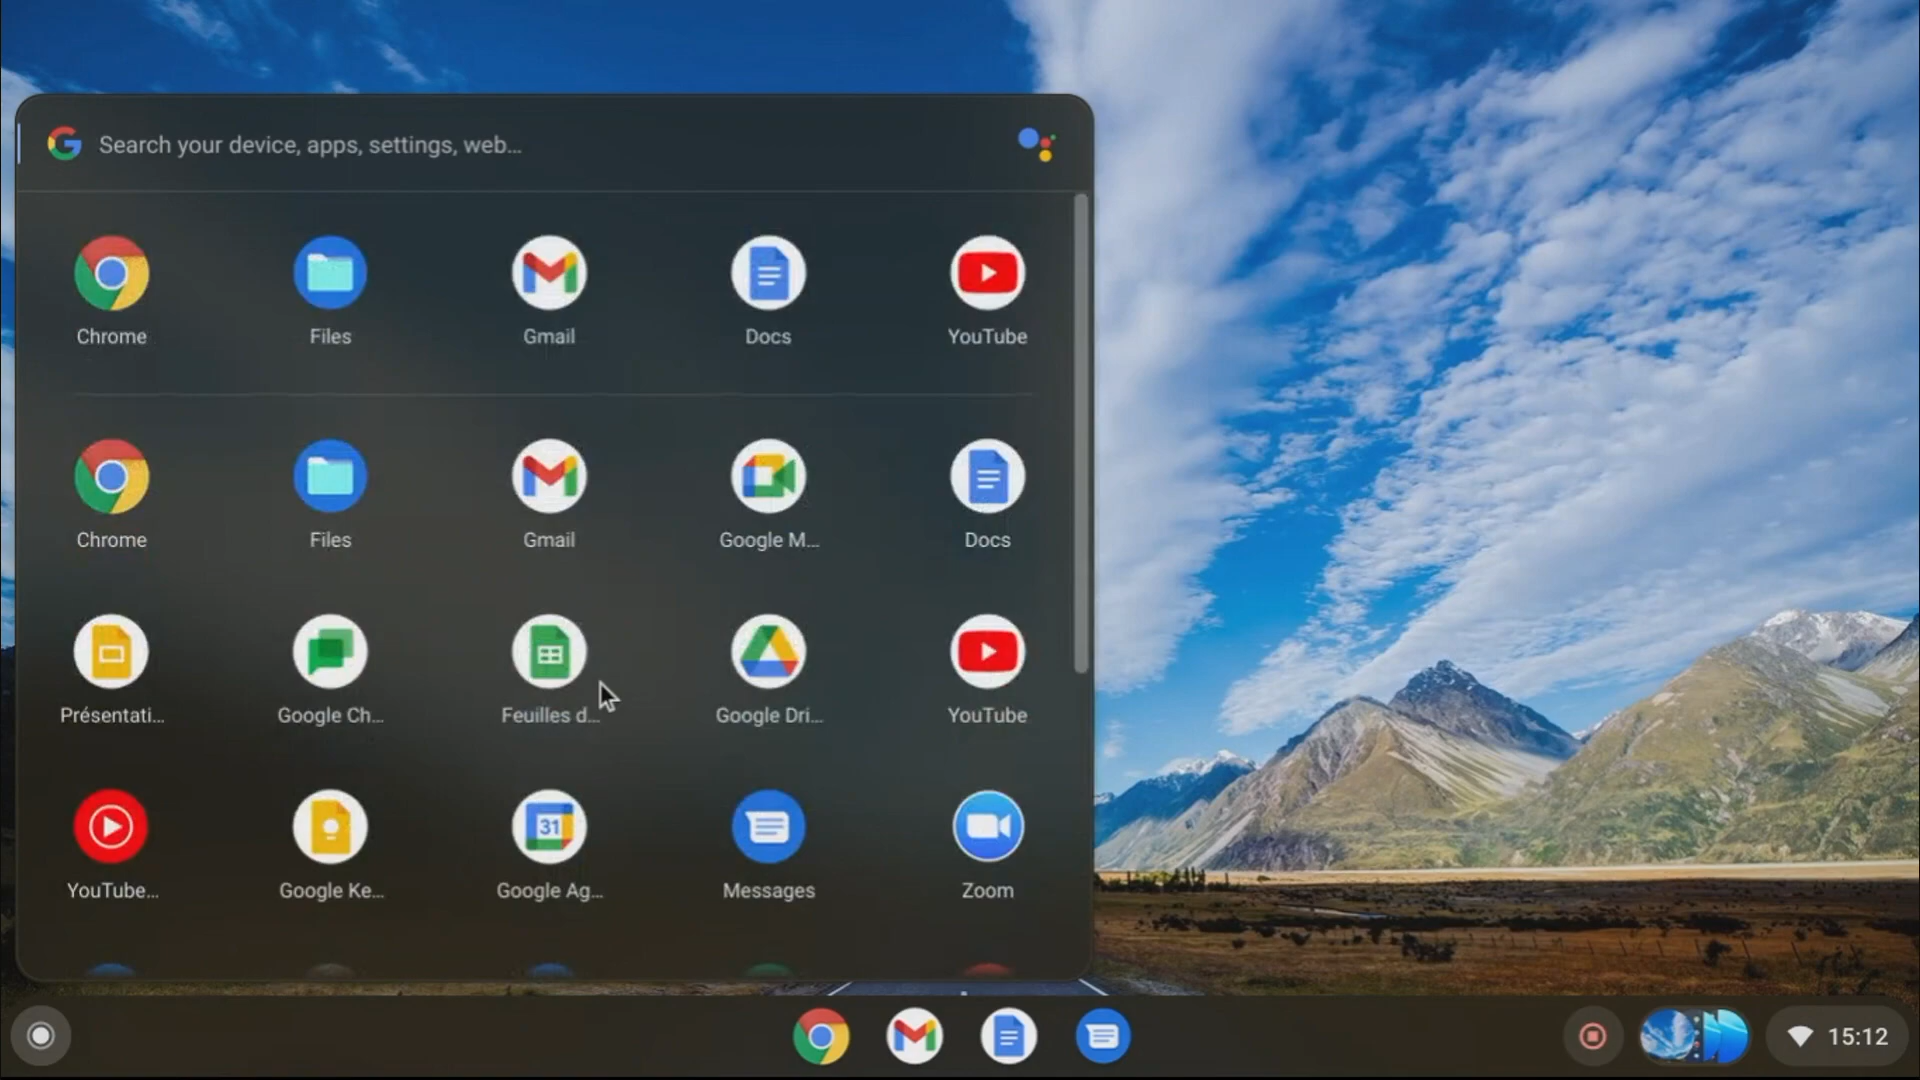 Search your device, apps, settings, web...
Chrome
Files
Gmail
Docs
YouTube
Chrome
Files
Gmail
Google M...
Docs
Présentati...
Google Ch...
Feuilles d...
Google Dri...
YouTube
YouTube...
Google Ke...
31
Google Ag...
Messages
Zoom
15:12